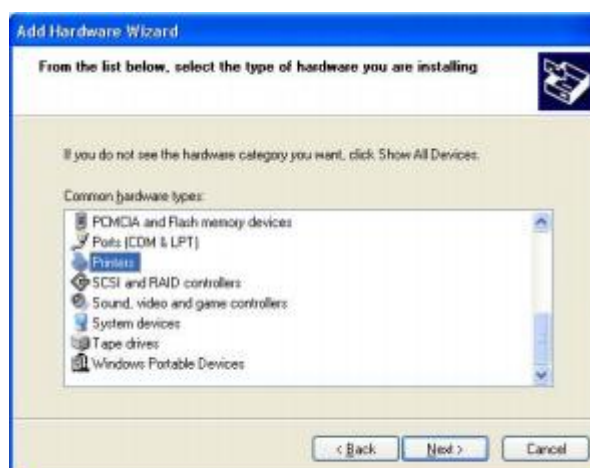 Add Hardware Wizard
From the list below, select the type of hardware you are installing
If you do not see the hardware category you want, click Show All Devices.
Common hardware types:
PCMCIA and Flash memory devices
Ports (COM & LPT)
Printers
SCSI and RAID controllers
Sound, video and game controllers
System devices
Tape drives
Windows Portable Devices
< Back Next > Cancel